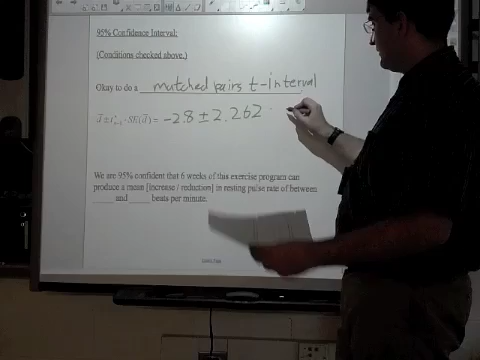 95% Confidence Interval:
(Conditions checked above.)
Okay to do a matched pairs t-interval
d̄ ± t*ₙ₋₁ · SE(d̄) = -2.8 ± 2.262 ·
We are 95% confident that 6 weeks of this exercise program can
produce a mean [increase / reduction] in resting pulse rate of between
_____ and _____ beats per minute.